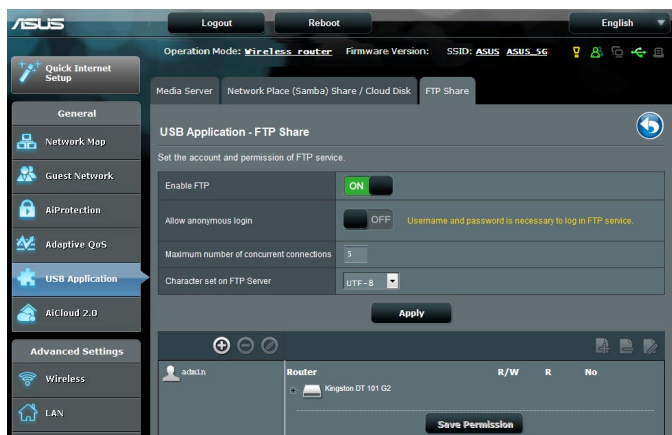 ASUS
Logout Reboot English
Quick Internet Setup
Operation Mode: Wireless router Firmware Version: SSID: ASUS ASUS_5G
Media Server Network Place (Samba) Share / Cloud Disk FTP Share
General
Network Map
Guest Network
AiProtection
Adaptive QoS
USB Application
AiCloud 2.0
Advanced Settings
Wireless
LAN
USB Application - FTP Share
Set the account and permission of FTP service.
Enable FTP ON
Allow anonymous login OFF Username and password is necessary to log in FTP service.
Maximum number of concurrent connections 5
Character set on FTP Server UTF-8
Apply
admin Router R/W R No
Kingston DT 101 G2
Save Permission